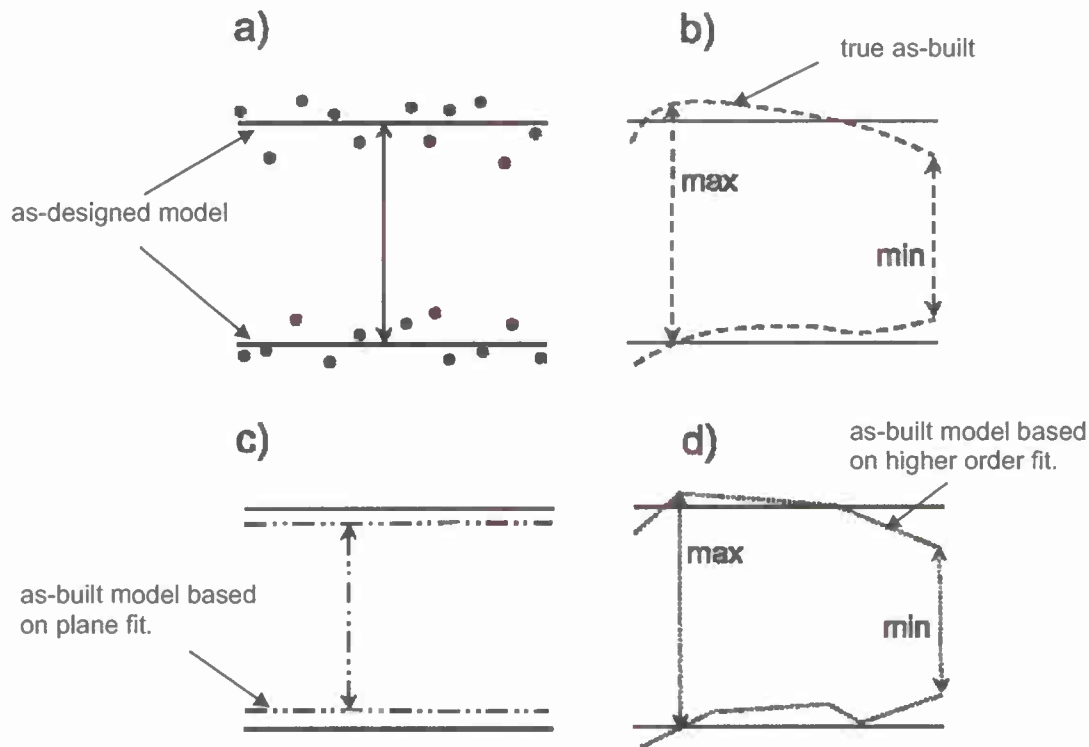 a)
b)
true as-built
max
as-designed model
min
c)
d)
as-built model based
on higher order fit.
max
as-built model based
on plane fit.
min